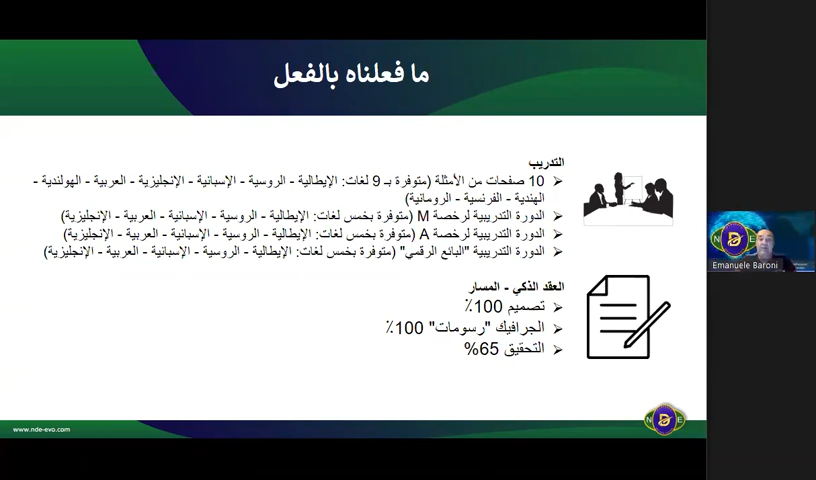 ما فعلناه بالفعل
التدريب
10 صفحات من الأمثلة (متوفرة بـ 9 لغات: الإيطالية - الروسية - الإسبانية - الإنجليزية - العربية - الهولندية -
الهندية - الفرنسية - الرومانية)
الدورة التدريبية لرخصة M (متوفرة بخمس لغات: الإيطالية - الروسية - الإسبانية - العربية - الإنجليزية)
الدورة التدريبية لرخصة A (متوفرة بخمس لغات: الإيطالية - الروسية - الإسبانية - العربية - الإنجليزية)
الدورة التدريبية "البائع الرقمي" (متوفرة بخمس لغات: الإيطالية - الروسية - الإسبانية - العربية - الإنجليزية)
العقد الذكي - المسار
تصميم 100٪
الجرافيك "رسومات" 100٪
التحقيق 65%
N D E
www.nde-evo.com
N D E
Emanuele Baroni